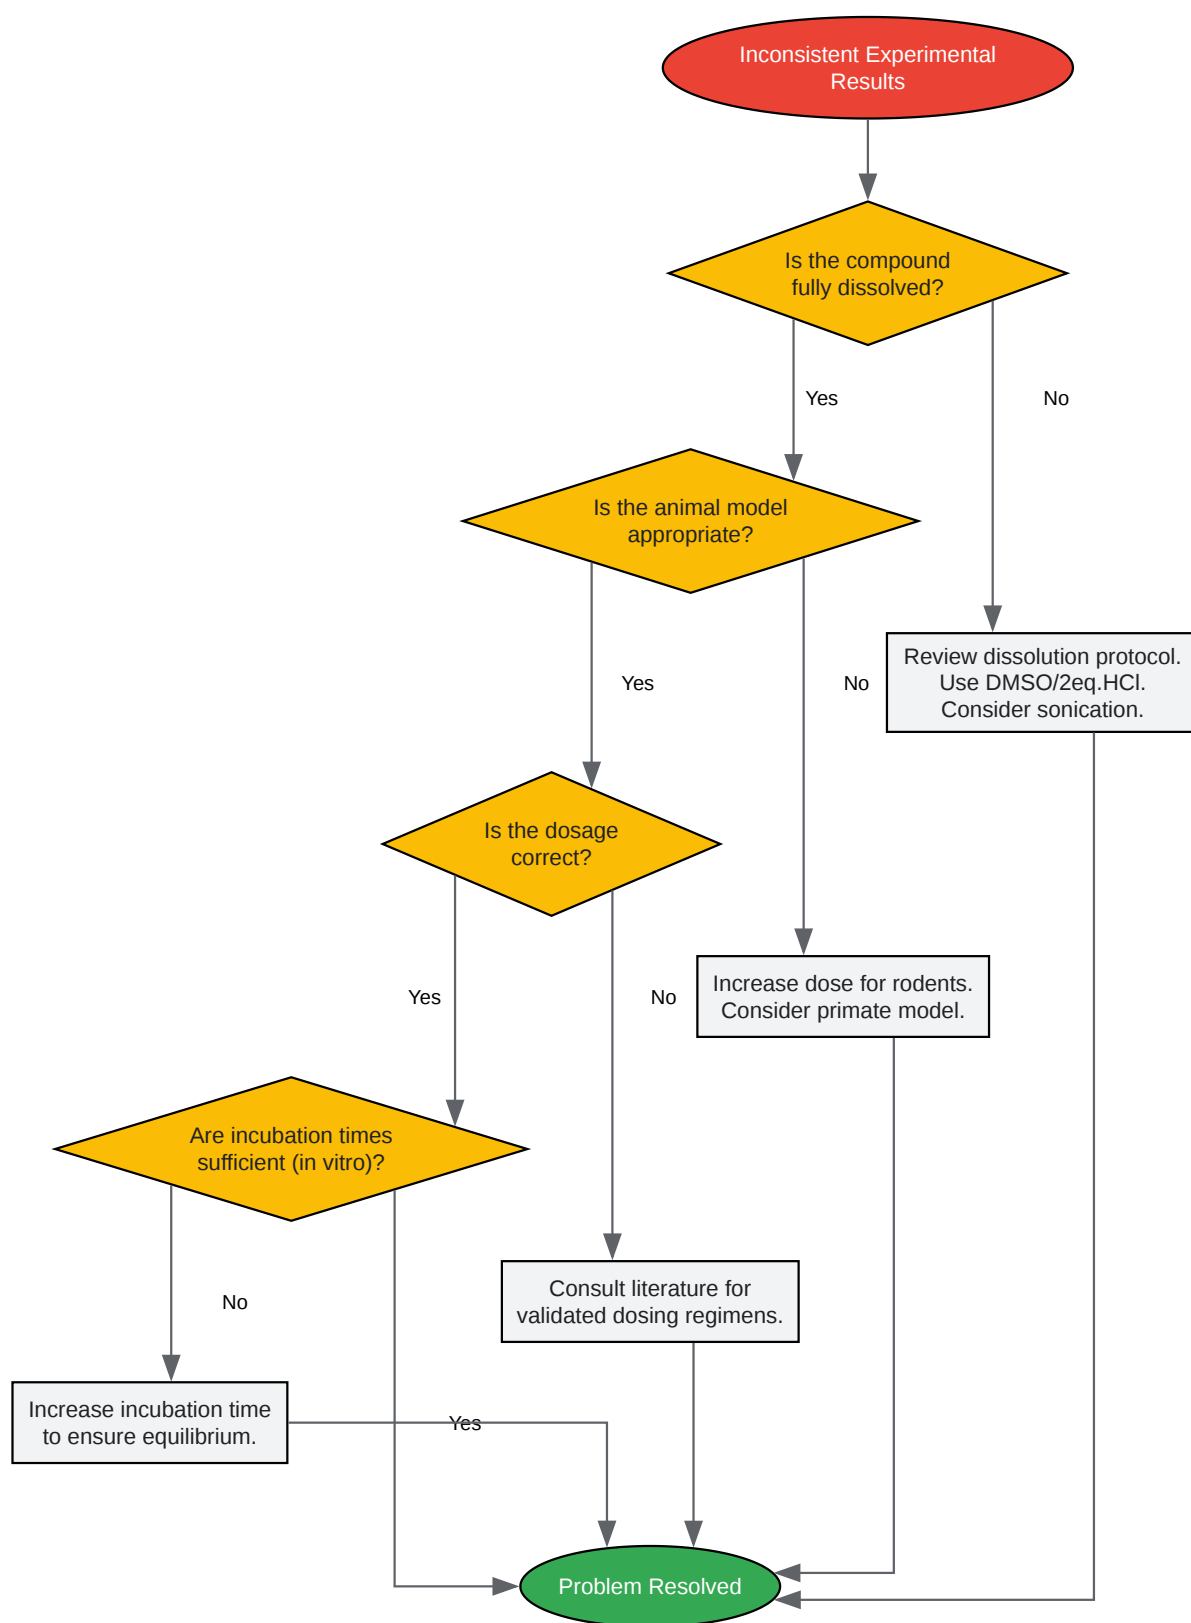 Inconsistent Experimental
Results
Is the compound
fully dissolved?
Yes
No
Is the animal model
appropriate?
Yes
No
Review dissolution protocol.
Use DMSO/2eq.HCl.
Consider sonication.
Is the dosage
correct?
Yes
No
Increase dose for rodents.
Consider primate model.
Are incubation times
sufficient (in vitro)?
No
Consult literature for
validated dosing regimens.
Increase incubation time
to ensure equilibrium.
Yes
Problem Resolved